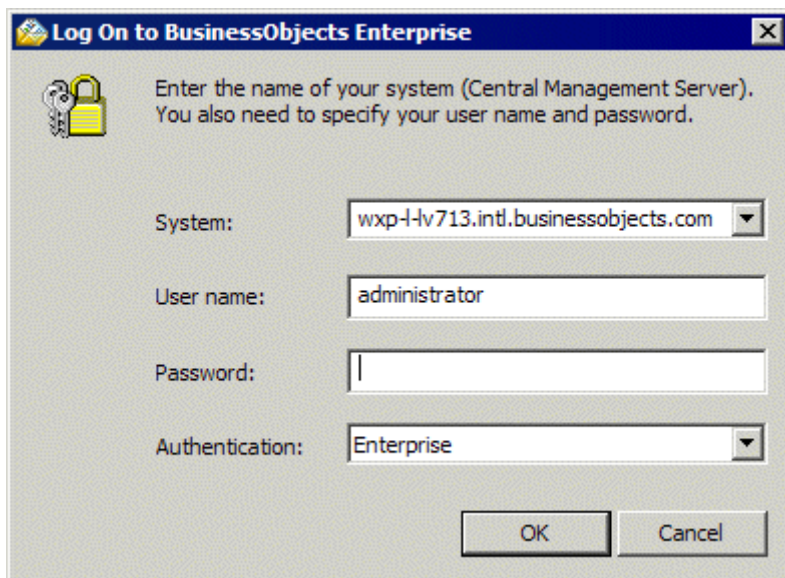 Log On to BusinessObjects Enterprise
Enter the name of your system (Central Management Server).
You also need to specify your user name and password.
System: wxp-l-lv713.intl.businessobjects.com
User name: administrator
Password:
Authentication: Enterprise
OK Cancel